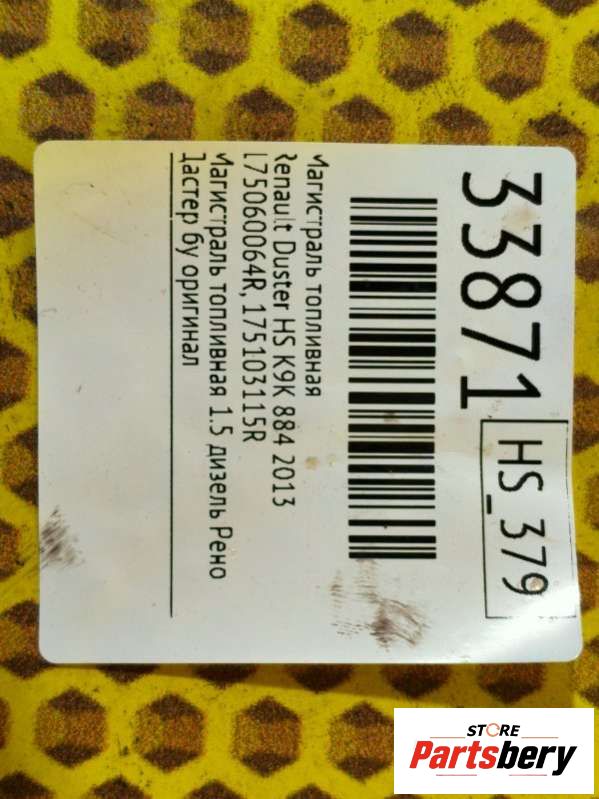 33871
HS_379
Магистраль топливная
Renault Duster HS K9K 884 2013
175060064R, 175103115R
Магистраль топливная 1.5 дизель Рено
Дастер бу оригинал
STORE
Partsbery